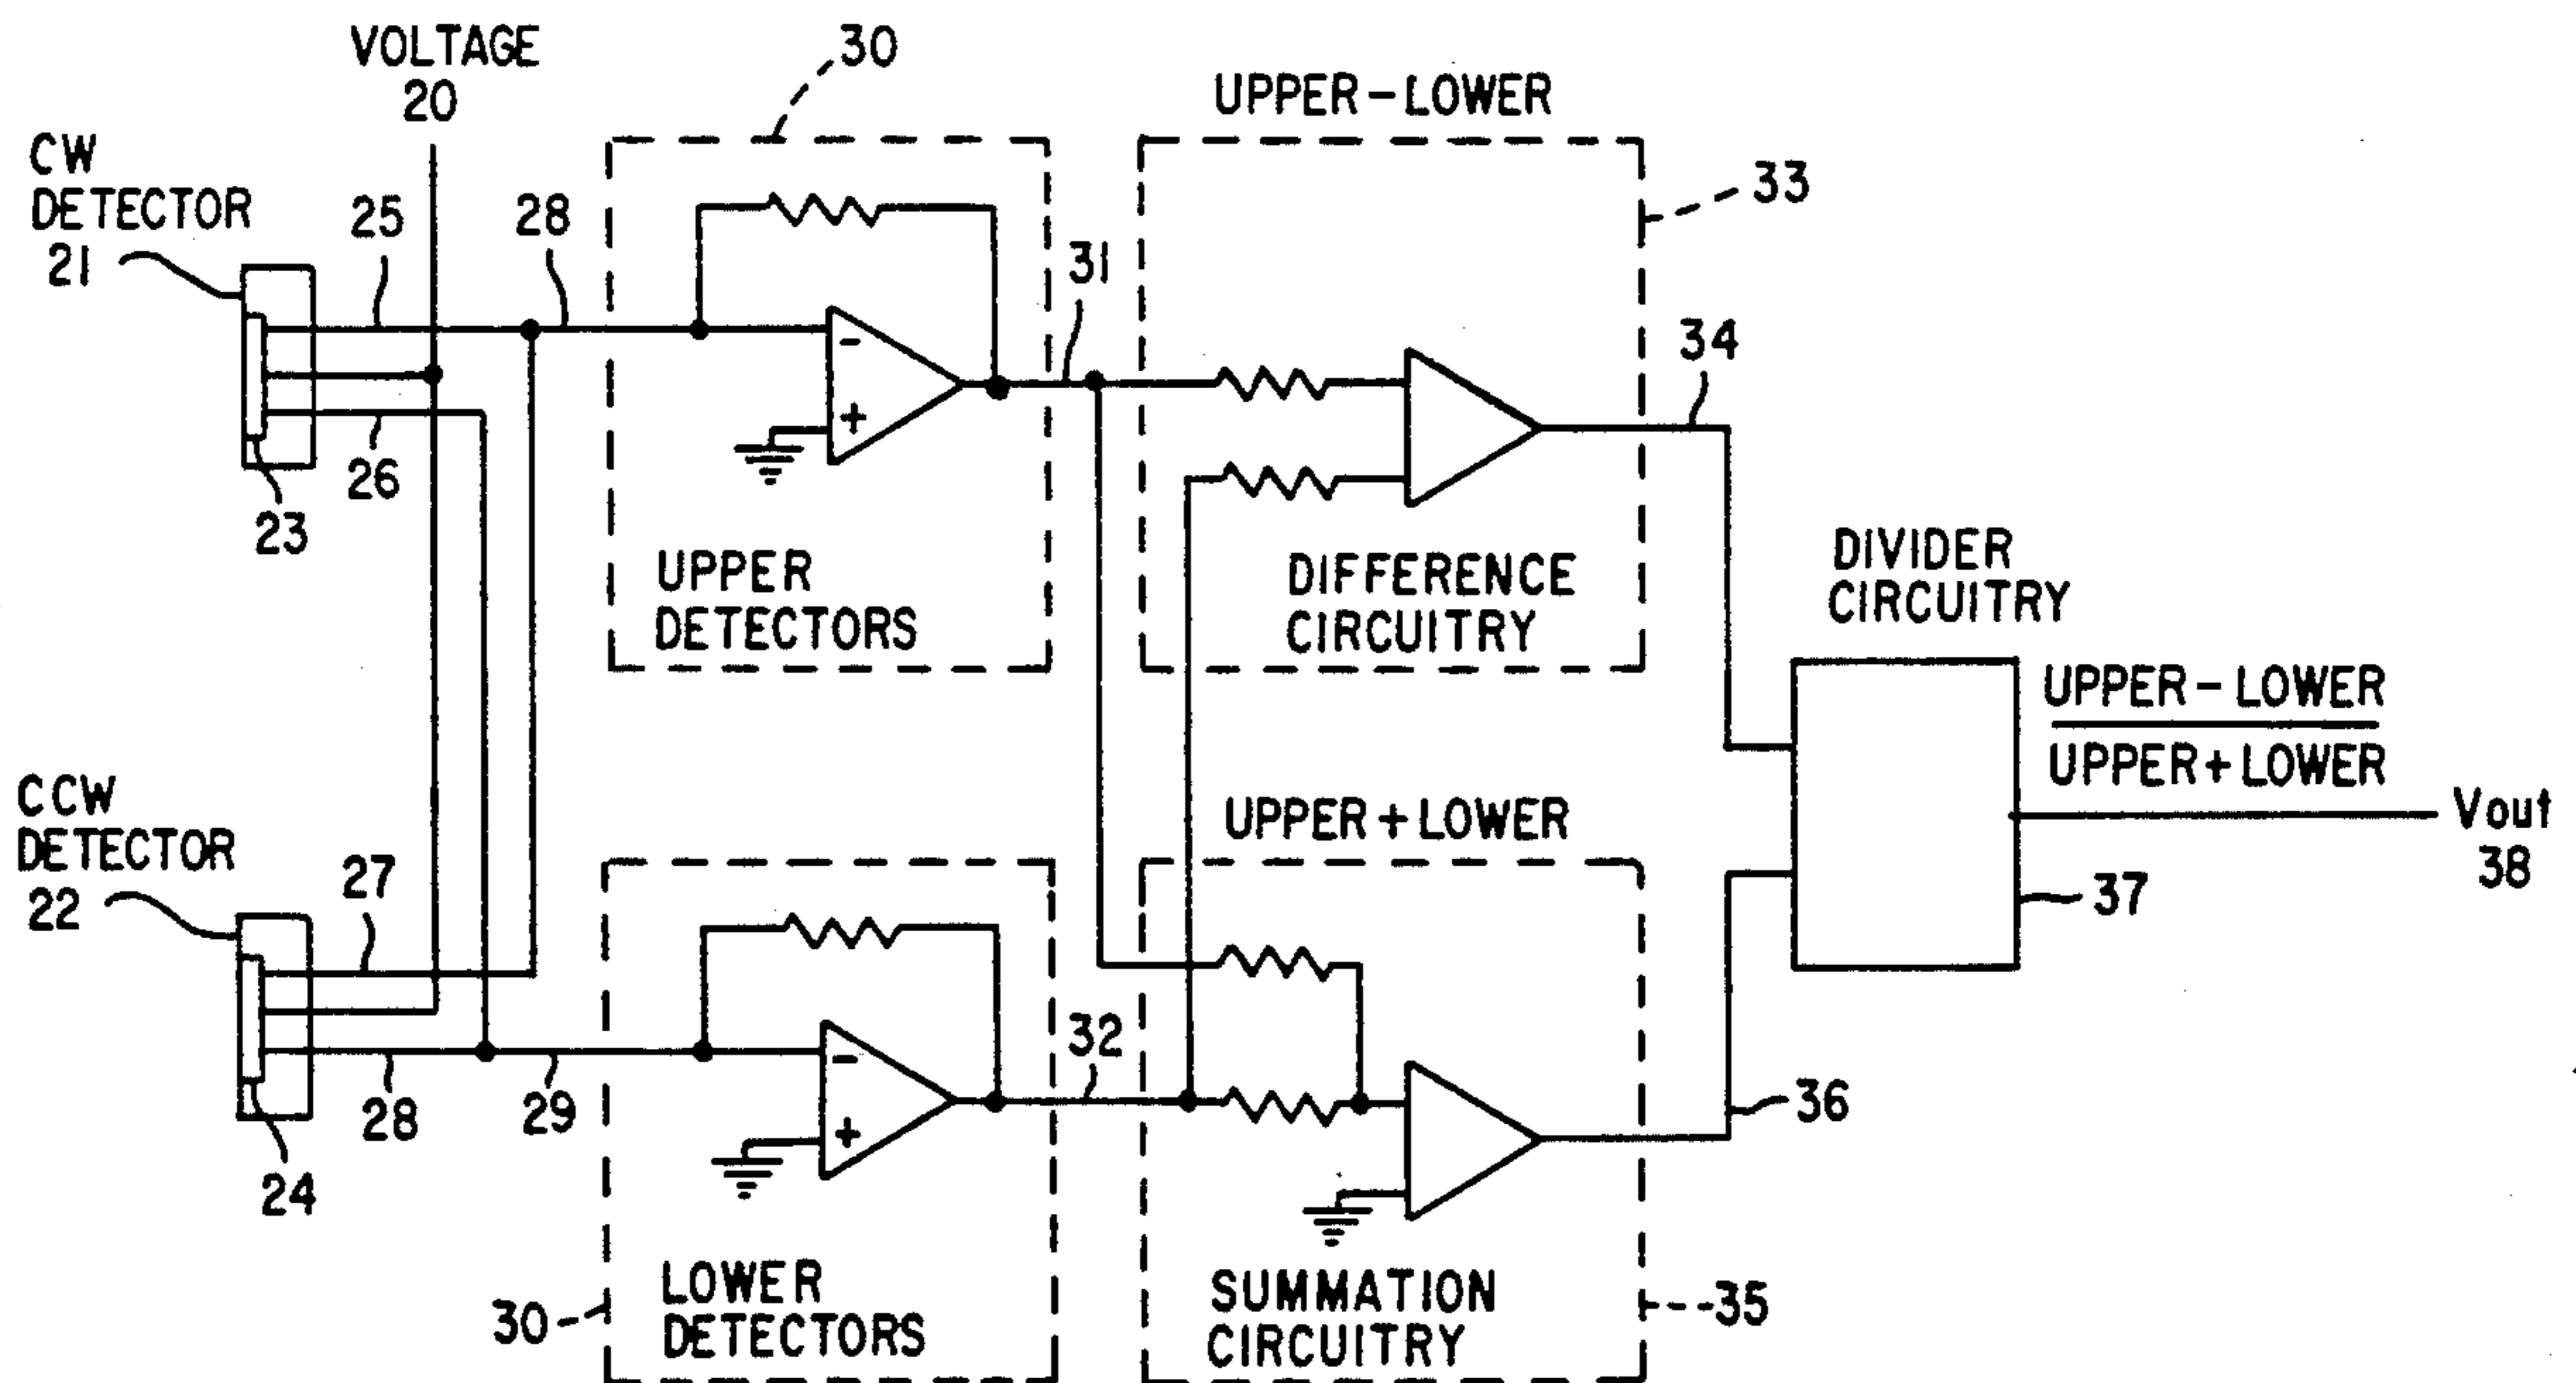 VOLTAGE
20
30
UPPER-LOWER
CW
DETECTOR
21
25
28
31
33
34
26
23
-
+
UPPER
DETECTORS
DIFFERENCE
CIRCUITRY
DIVIDER
CIRCUITRY
UPPER-LOWER
UPPER+LOWER
Vout
38
37
CCW
DETECTOR
22
27
28
29
24
UPPER+LOWER
32
-
+
36
30
LOWER
DETECTORS
SUMMATION
CIRCUITRY
35